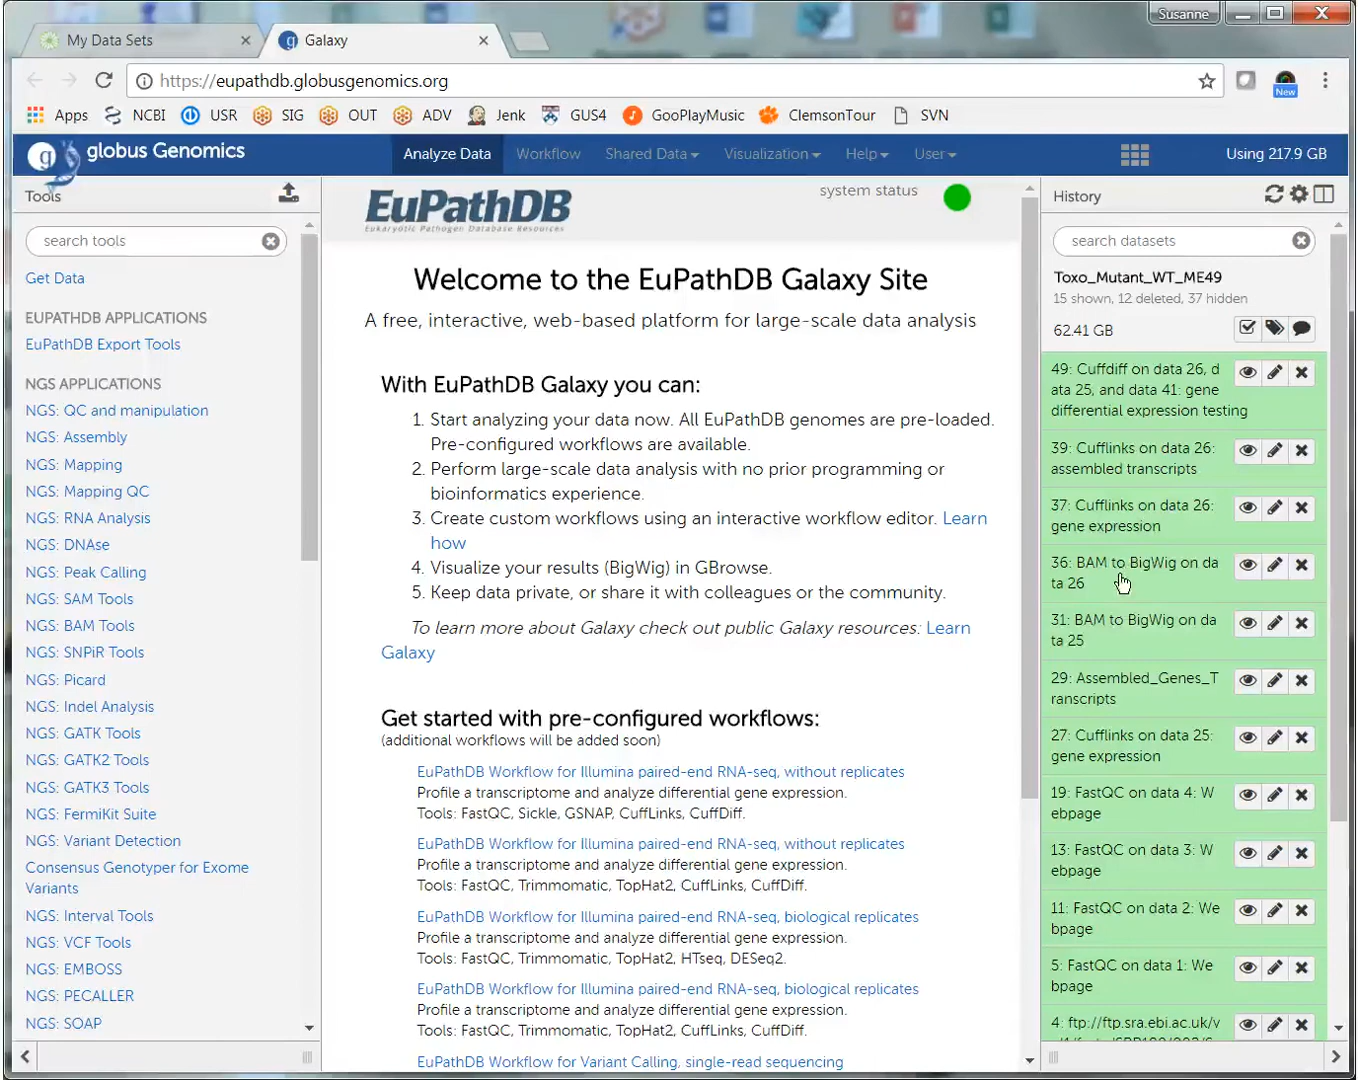 Susanne
My Data Sets
Galaxy
https://eupathdb.globusgenomics.org
New
Apps NCBI USR SIG OUT ADV Jenk GUS4 GooPlayMusic ClemsonTour SVN
globus Genomics
Analyze Data Workflow Shared Data Visualization Help User Using 217.9 GB
Tools
search tools
Get Data
EUPATHDB APPLICATIONS
EuPathDB Export Tools
NGS APPLICATIONS
NGS: QC and manipulation
NGS: Assembly
NGS: Mapping
NGS: Mapping QC
NGS: RNA Analysis
NGS: DNAse
NGS: Peak Calling
NGS: SAM Tools
NGS: BAM Tools
NGS: SNPiR Tools
NGS: Picard
NGS: Indel Analysis
NGS: GATK Tools
NGS: GATK2 Tools
NGS: GATK3 Tools
NGS: FermiKit Suite
NGS: Variant Detection
Consensus Genotyper for Exome
Variants
NGS: Interval Tools
NGS: VCF Tools
NGS: EMBOSS
NGS: PECALLER
NGS: SOAP
EuPathDB
Eukaryotic Pathogen Database Resources
system status
Welcome to the EuPathDB Galaxy Site
A free, interactive, web-based platform for large-scale data analysis
With EuPathDB Galaxy you can:
1. Start analyzing your data now. All EuPathDB genomes are pre-loaded.
Pre-configured workflows are available.
2. Perform large-scale data analysis with no prior programming or
bioinformatics experience.
3. Create custom workflows using an interactive workflow editor. Learn
how
4. Visualize your results (BigWig) in GBrowse.
5. Keep data private, or share it with colleagues or the community.
To learn more about Galaxy check out public Galaxy resources: Learn
Galaxy
Get started with pre-configured workflows:
(additional workflows will be added soon)
EuPathDB Workflow for Illumina paired-end RNA-seq, without replicates
Profile a transcriptome and analyze differential gene expression.
Tools: FastQC, Sickle, GSNAP, CuffLinks, CuffDiff.
EuPathDB Workflow for Illumina paired-end RNA-seq, without replicates
Profile a transcriptome and analyze differential gene expression.
Tools: FastQC, Trimmomatic, TopHat2, CuffLinks, CuffDiff.
EuPathDB Workflow for Illumina paired-end RNA-seq, biological replicates
Profile a transcriptome and analyze differential gene expression.
Tools: FastQC, Trimmomatic, TopHat2, HTseq, DESeq2.
EuPathDB Workflow for Illumina paired-end RNA-seq, biological replicates
Profile a transcriptome and analyze differential gene expression.
Tools: FastQC, Trimmomatic, TopHat2, CuffLinks, CuffDiff.
EuPathDB Workflow for Variant Calling, single-read sequencing
History
search datasets
Toxo_Mutant_WT_ME49
15 shown, 12 deleted, 37 hidden
62.41 GB
49: Cuffdiff on data 26, d
ata 25, and data 41: gene
differential expression testing
39: Cufflinks on data 26:
assembled transcripts
37: Cufflinks on data 26:
gene expression
36: BAM to BigWig on da
ta 26
31: BAM to BigWig on da
ta 25
29: Assembled_Genes_T
ranscripts
27: Cufflinks on data 25:
gene expression
19: FastQC on data 4: W
ebpage
13: FastQC on data 3: W
ebpage
11: FastQC on data 2: We
bpage
5: FastQC on data 1: We
bpage
4: ftp://ftp.sra.ebi.ac.uk/v